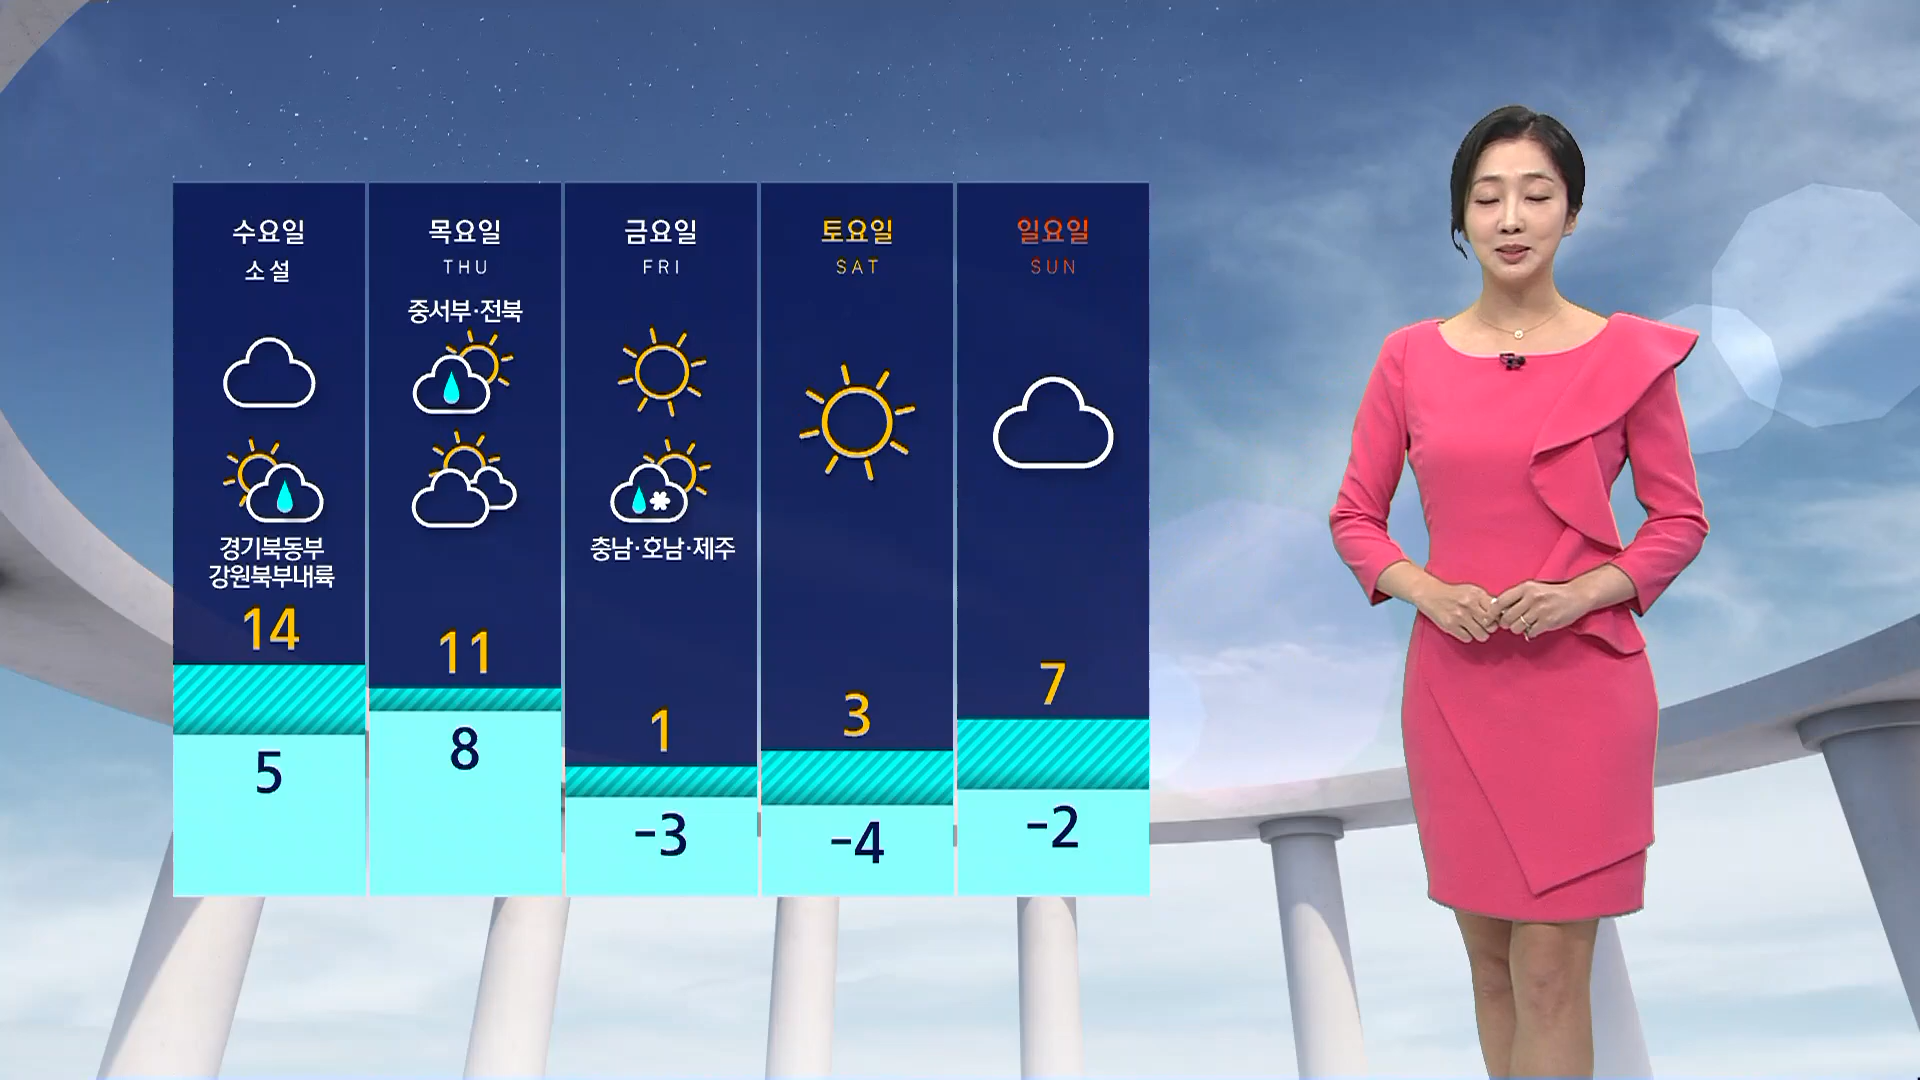 수요일
소설
경기북동부
강원북부내륙
14
5
목요일
THU
중서부·전북
11
8
금요일
FRI
충남·호남·제주
1
-3
토요일
SAT
3
-4
일요일
SUN
7
-2